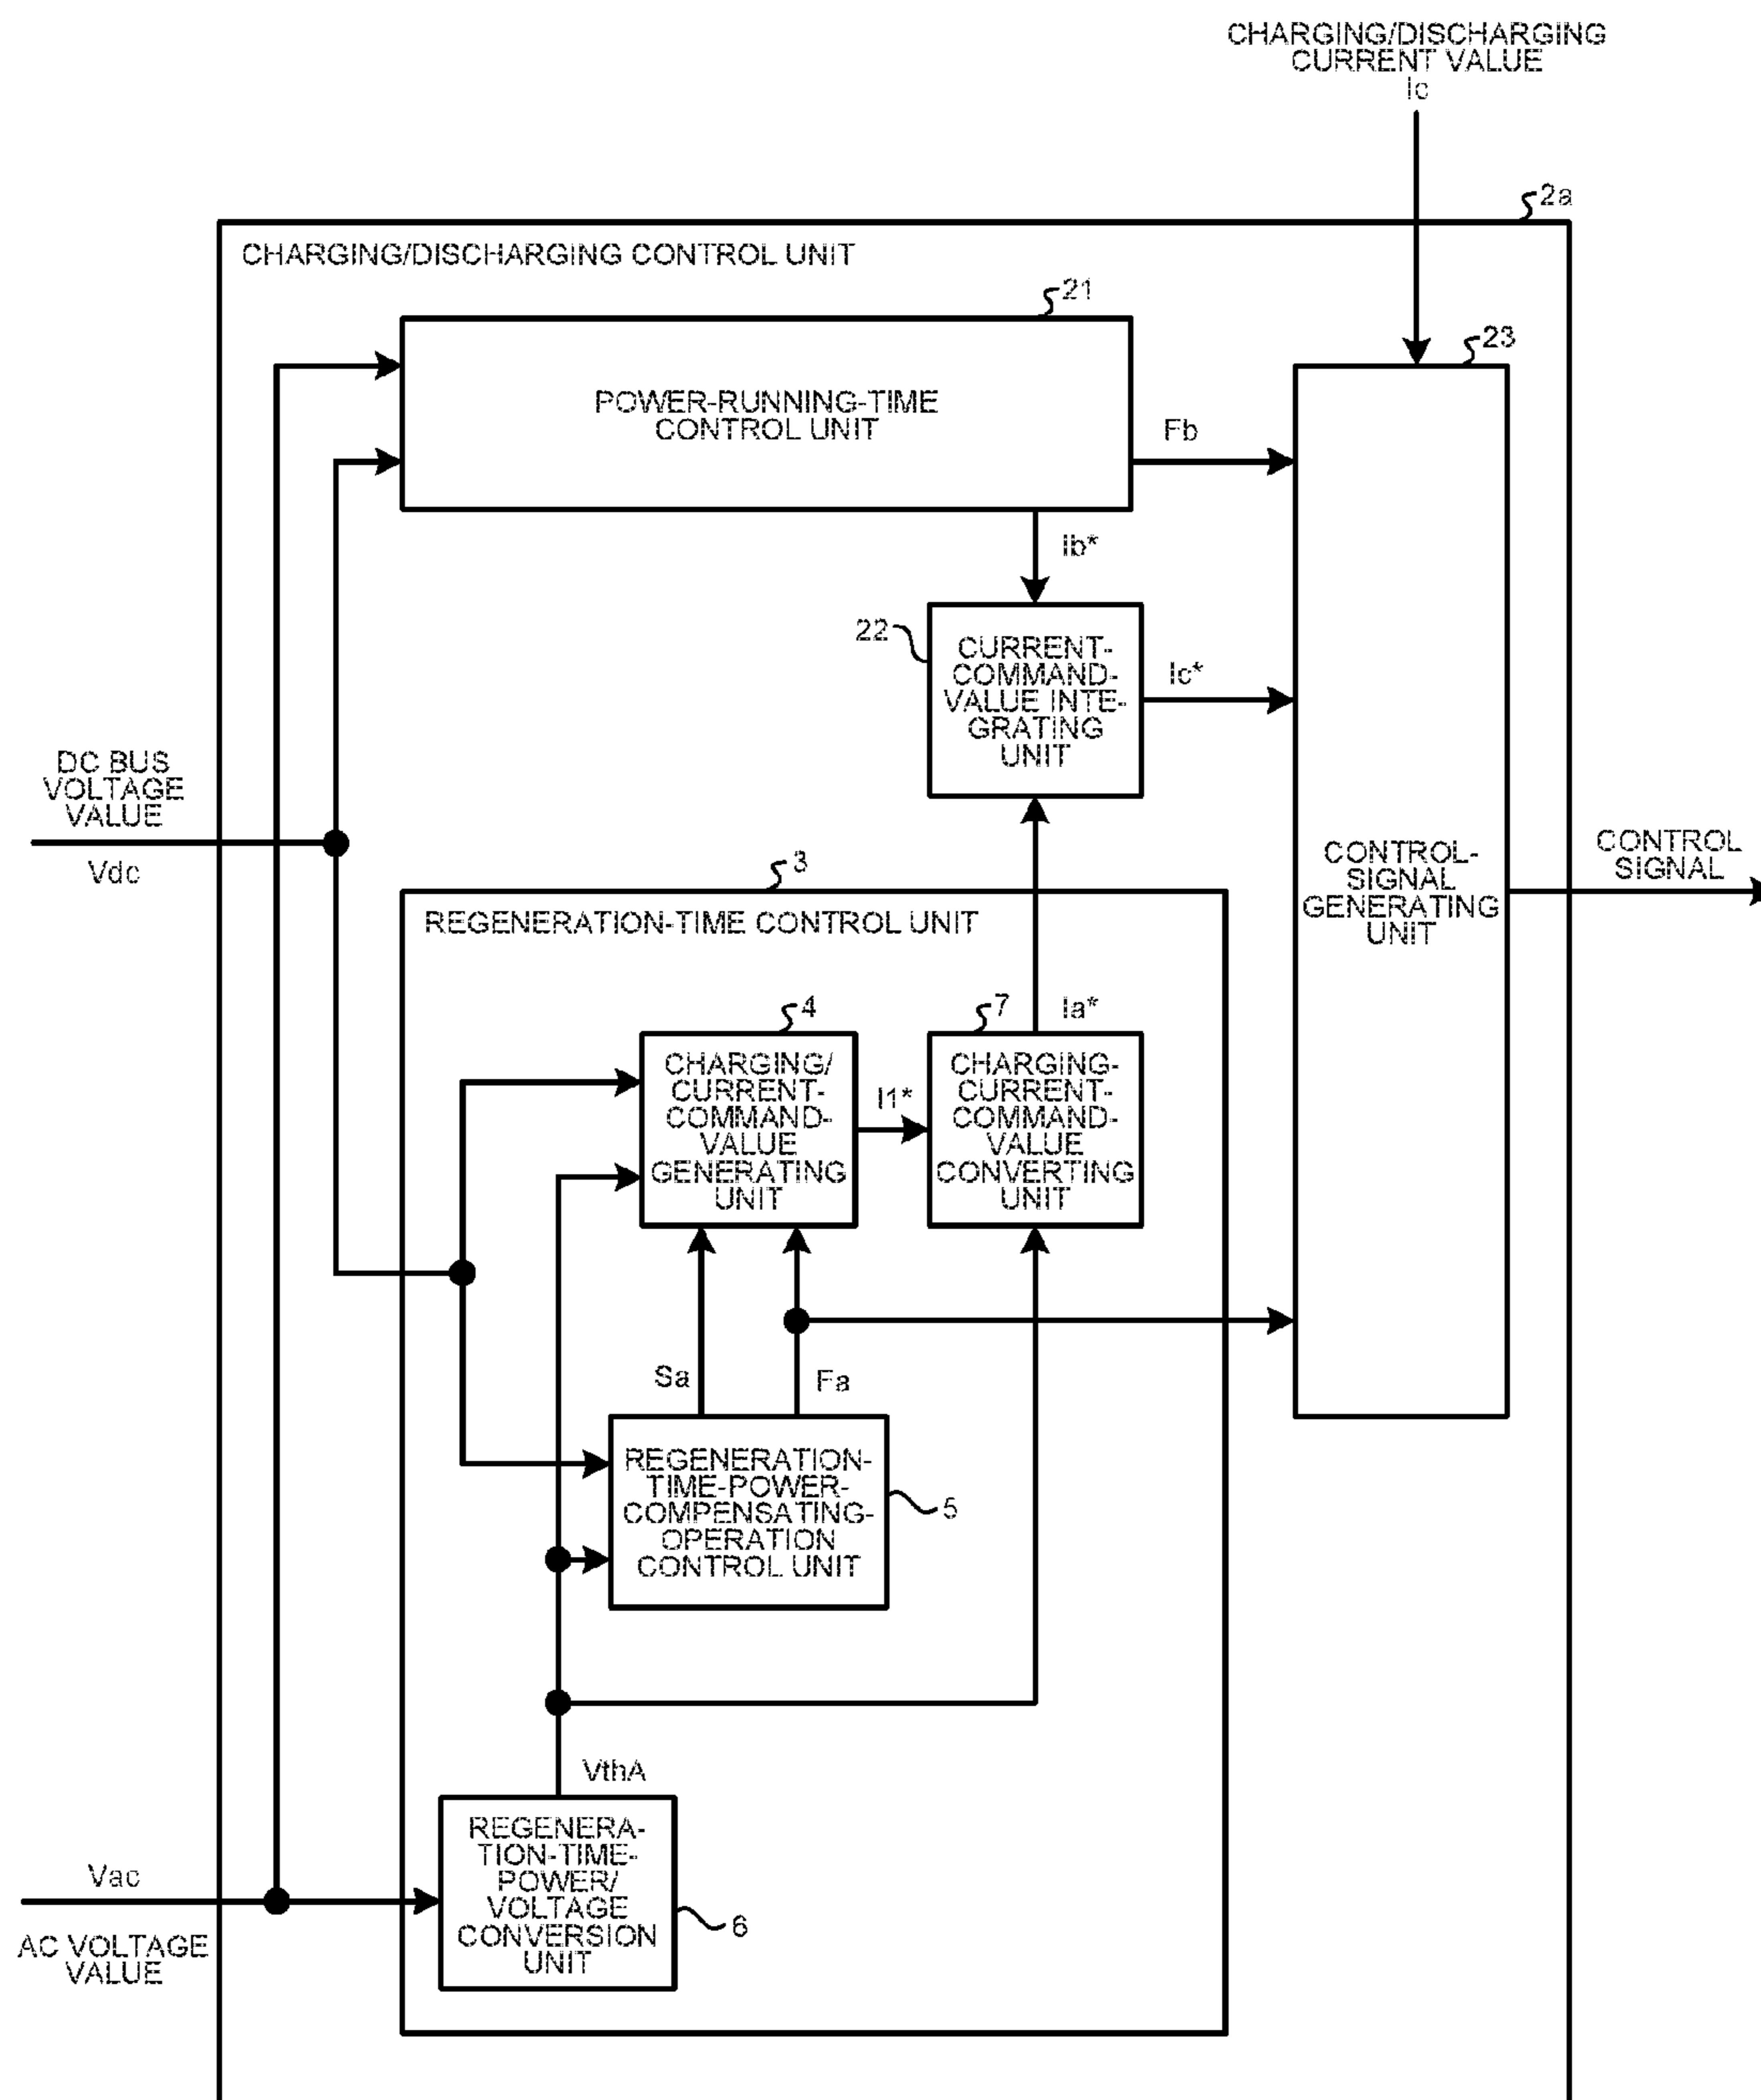 CHARGING/DISCHARGING
CURRENT VALUE
Ic
2a
CHARGING/DISCHARGING CONTROL UNIT
21
23
POWER-RUNNING-TIME
CONTROL UNIT
Fb
Ib*
22
CURRENT-
COMMAND-
VALUE INTE-
GRATING
UNIT
Ic*
DC BUS
VOLTAGE
VALUE
Vdc
CONTROL-
SIGNAL
GENERATING
UNIT
CONTROL
SIGNAL
3
REGENERATION-TIME CONTROL UNIT
4
7
Ia*
CHARGING/
CURRENT-
COMMAND-
VALUE
GENERATING
UNIT
I1*
CHARGING-
CURRENT-
COMMAND-
VALUE
CONVERTING
UNIT
Sa
Fa
REGENERATION-
TIME-POWER-
COMPENSATING-
OPERATION
CONTROL UNIT
5
VthA
REGENERA-
TION-TIME-
POWER/
VOLTAGE
CONVERSION
UNIT
6
Vac
AC VOLTAGE
VALUE